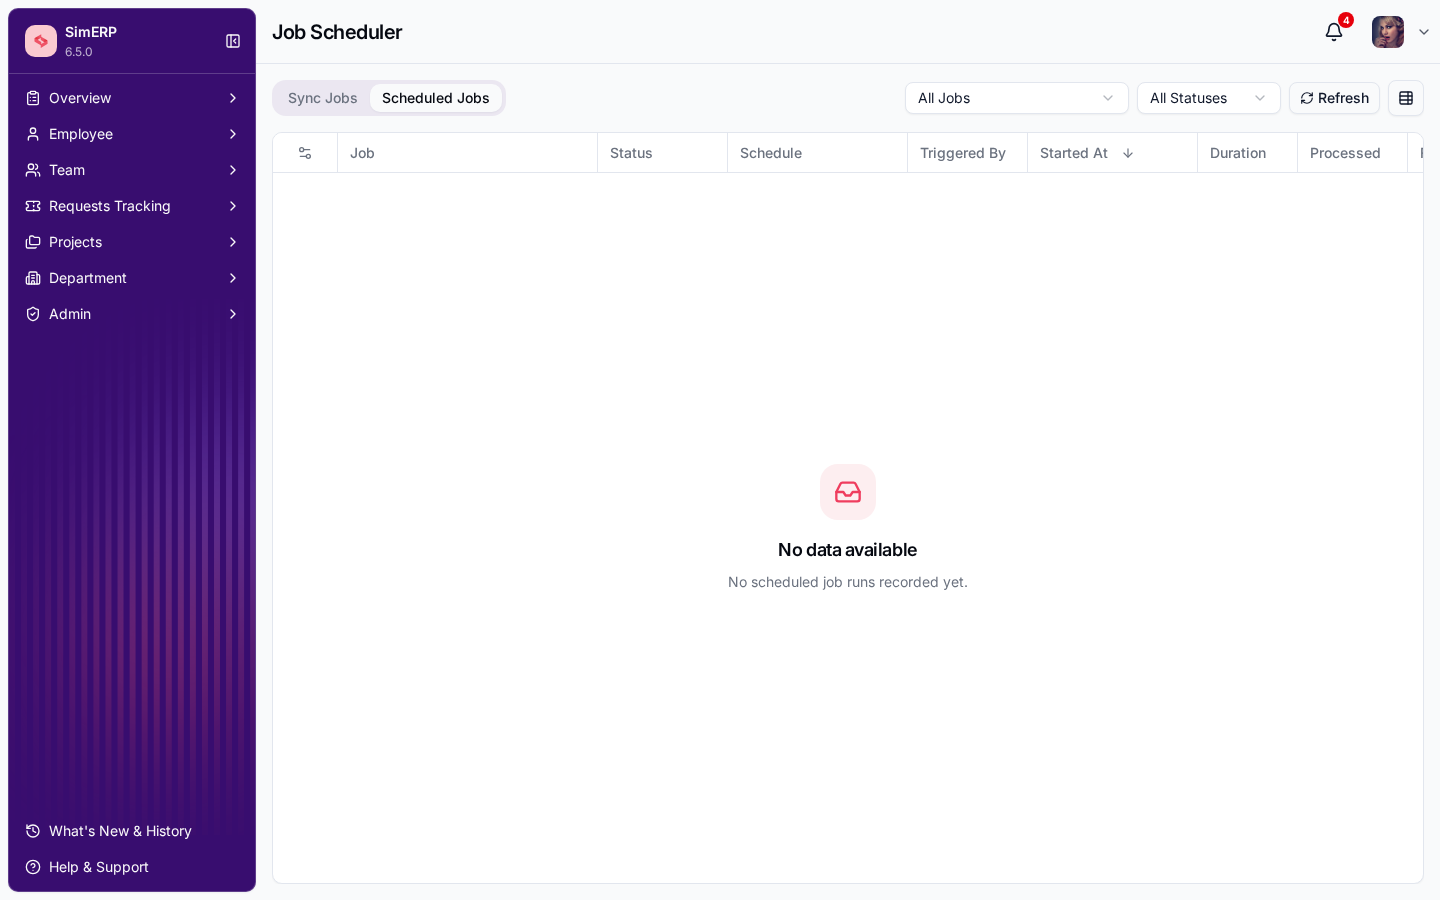 SimERP
6.5.0
Overview
Employee
Team
Requests Tracking
Projects
Department
Admin
What's New & History
Help & Support
Job Scheduler
4
Sync Jobs
Scheduled Jobs
All Jobs
All Statuses
Refresh
Job
Status
Schedule
Triggered By
Started At
Duration
Processed
No data available
No scheduled job runs recorded yet.